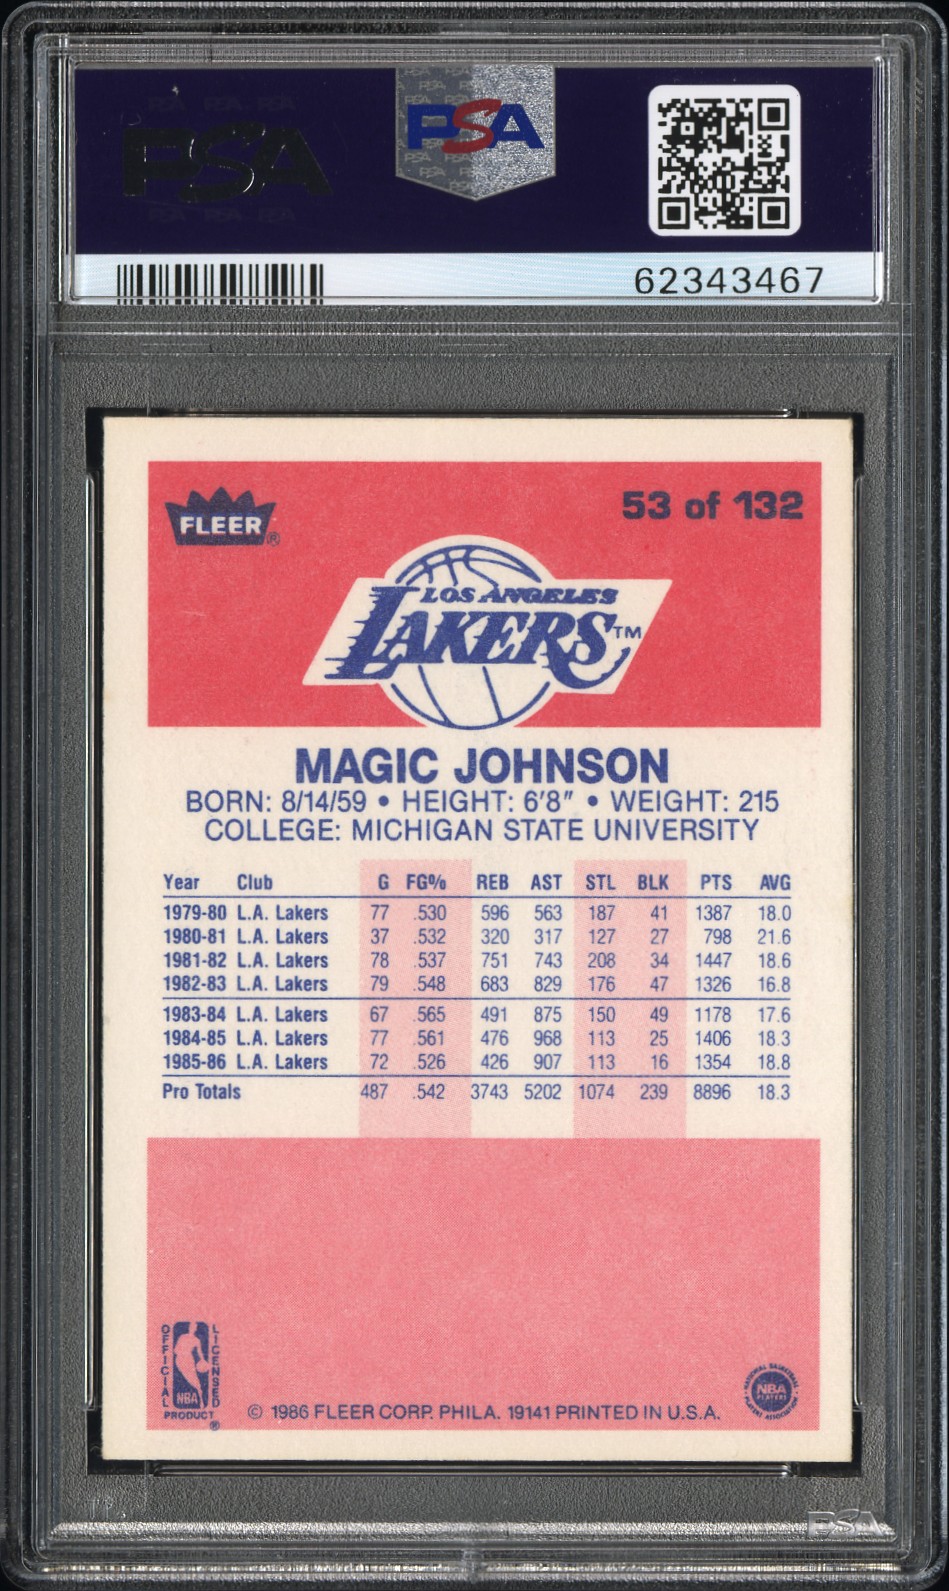 PSA
PSA
62343467
FLEER®
53 of 132
LOS ANGELES
LAKERS™
MAGIC JOHNSON
BORN: 8/14/59 • HEIGHT: 6'8" • WEIGHT: 215
COLLEGE: MICHIGAN STATE UNIVERSITY
Year Club G FG% REB AST STL BLK PTS AVG
1979-80 L.A. Lakers 77 .530 596 563 187 41 1387 18.0
1980-81 L.A. Lakers 37 .532 320 317 127 27 798 21.6
1981-82 L.A. Lakers 78 .537 751 743 208 34 1447 18.6
1982-83 L.A. Lakers 79 .548 683 829 176 47 1326 16.8
1983-84 L.A. Lakers 67 .565 491 875 150 49 1178 17.6
1984-85 L.A. Lakers 77 .561 476 968 113 25 1406 18.3
1985-86 L.A. Lakers 72 .526 426 907 113 16 1354 18.8
Pro Totals 487 .542 3743 5202 1074 239 8896 18.3
OFFICIAL LICENSED
NBA
PRODUCT ®
© 1986 FLEER CORP. PHILA. 19141 PRINTED IN U.S.A.
NATIONAL BASKETBALL
NBA
PLAYERS
PLAYERS ASSOCIATION
PSA